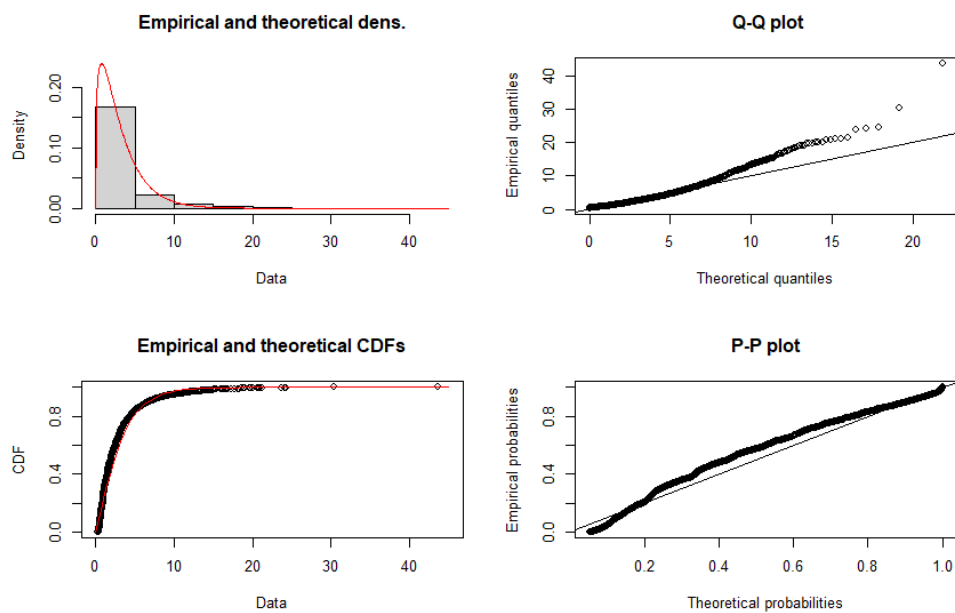 Empirical and theoretical dens.
Density
0.00
0.10
0.20
0
10
20
30
40
Data
Q-Q plot
Empirical quantiles
0
10
20
30
40
0
5
10
15
20
Theoretical quantiles
Empirical and theoretical CDFs
CDF
0.0
0.4
0.8
0
10
20
30
40
Data
P-P plot
Empirical probabilities
0.0
0.4
0.8
0.2
0.4
0.6
0.8
1.0
Theoretical probabilities